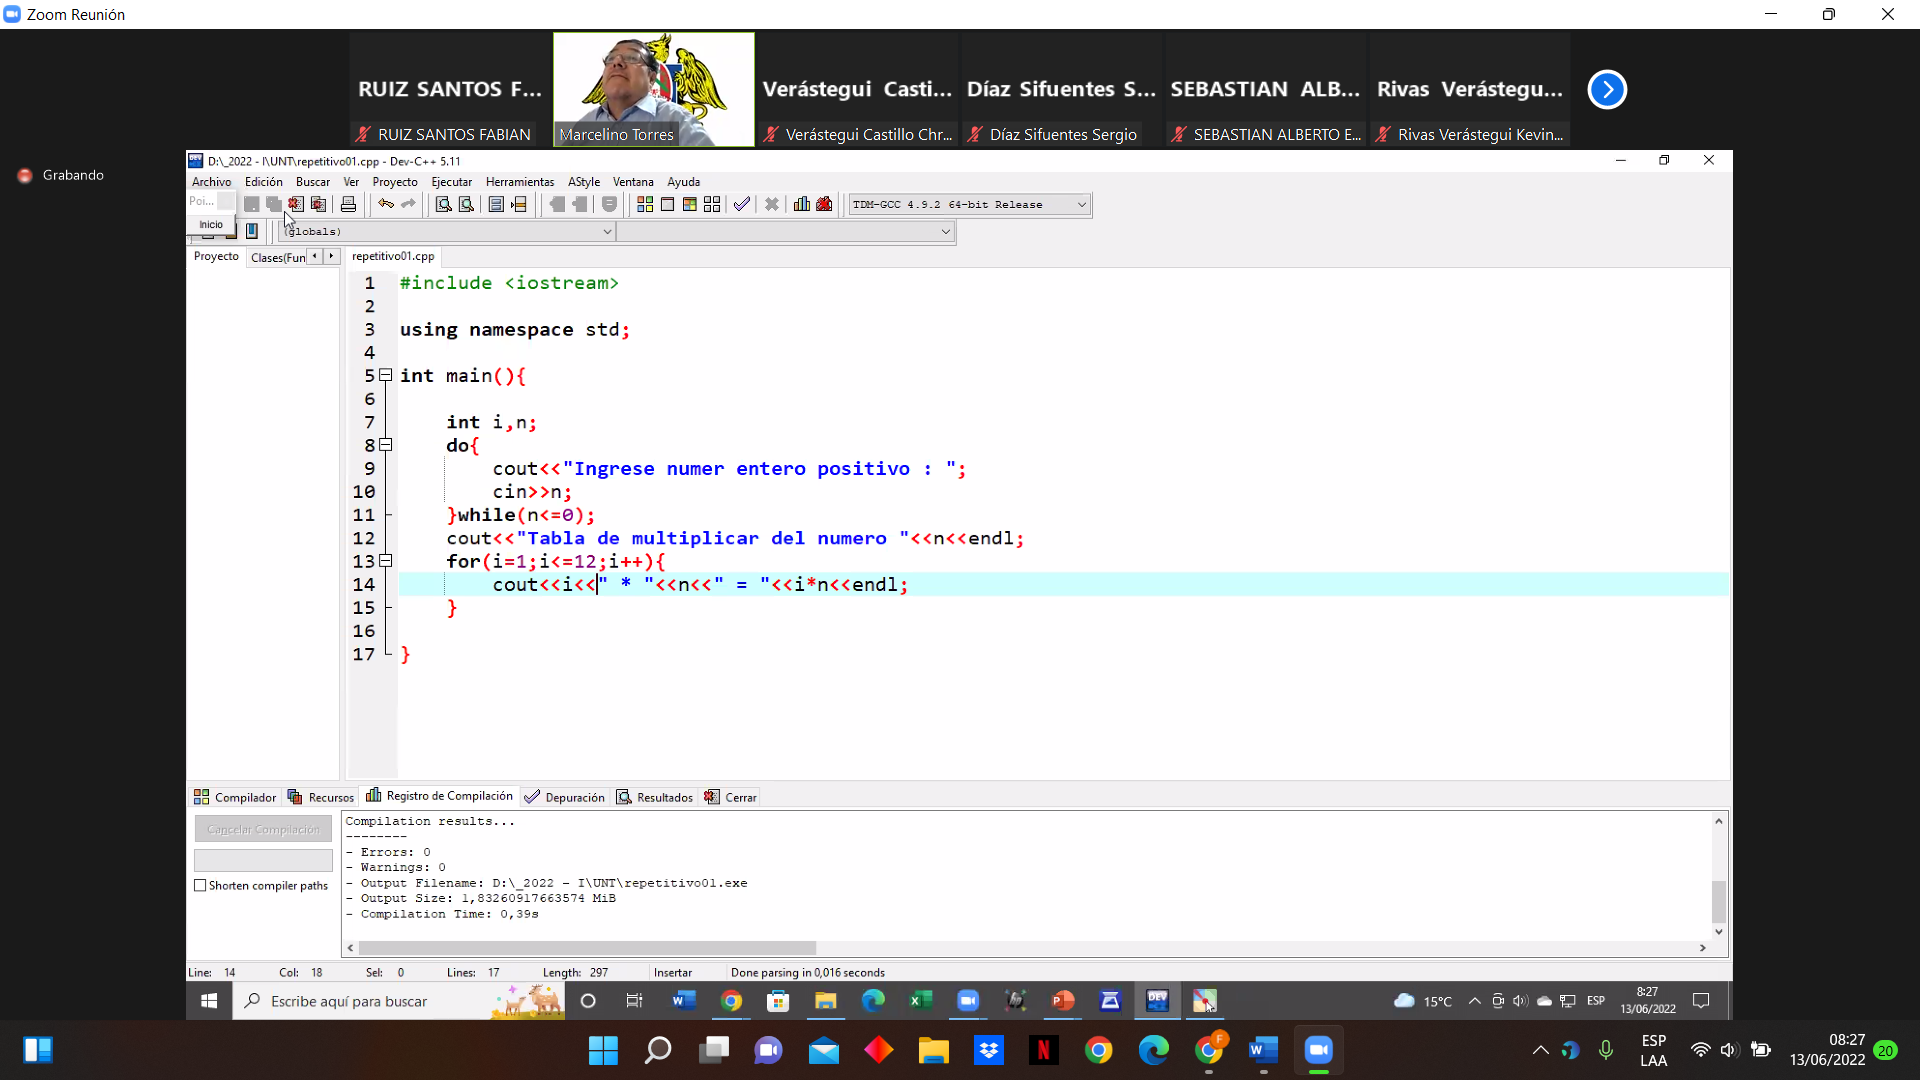 Zoom Reunión
RUIZ SANTOS F...
Verástegui Casti...
Díaz Sifuentes S...
SEBASTIAN ALB...
Rivas Verástegu...
RUIZ SANTOS FABIAN
Marcelino Torres
Verástegui Castillo Chr...
Díaz Sifuentes Sergio
SEBASTIAN ALBERTO E...
Rivas Verástegui Kevin...
Grabando
D:\_2022 - I\UNT\repetitivo01.cpp - Dev-C++ 5.11
Archivo Edición Buscar Ver Proyecto Ejecutar Herramientas AStyle Ventana Ayuda
Poi...
TDM-GCC 4.9.2 64-bit Release
Inicio
(globals)
Proyecto Clases(Fun
repetitivo01.cpp
1 #include <iostream>
2
3 using namespace std;
4
5 int main(){
6
7 int i,n;
8 do{
9 cout<<"Ingrese numer entero positivo : ";
10 cin>>n;
11 }while(n<=0);
12 cout<<"Tabla de multiplicar del numero "<<n<<endl;
13 for(i=1;i<=12;i++){
14 cout<<i<<" * "<<n<<" = "<<i*n<<endl;
15 }
16
17 }
Compilador Recursos Registro de Compilación Depuración Resultados Cerrar
Cancelar Compilación
Shorten compiler paths
Compilation results...
--------
- Errors: 0
- Warnings: 0
- Output Filename: D:\_2022 - I\UNT\repetitivo01.exe
- Output Size: 1,83260917663574 MiB
- Compilation Time: 0,39s
Line: 14 Col: 18 Sel: 0 Lines: 17 Length: 297 Insertar Done parsing in 0,016 seconds
Escribe aquí para buscar
DEV
15°C
ESP
8:27
13/06/2022
N
F
ESP
LAA
08:27
13/06/2022
20